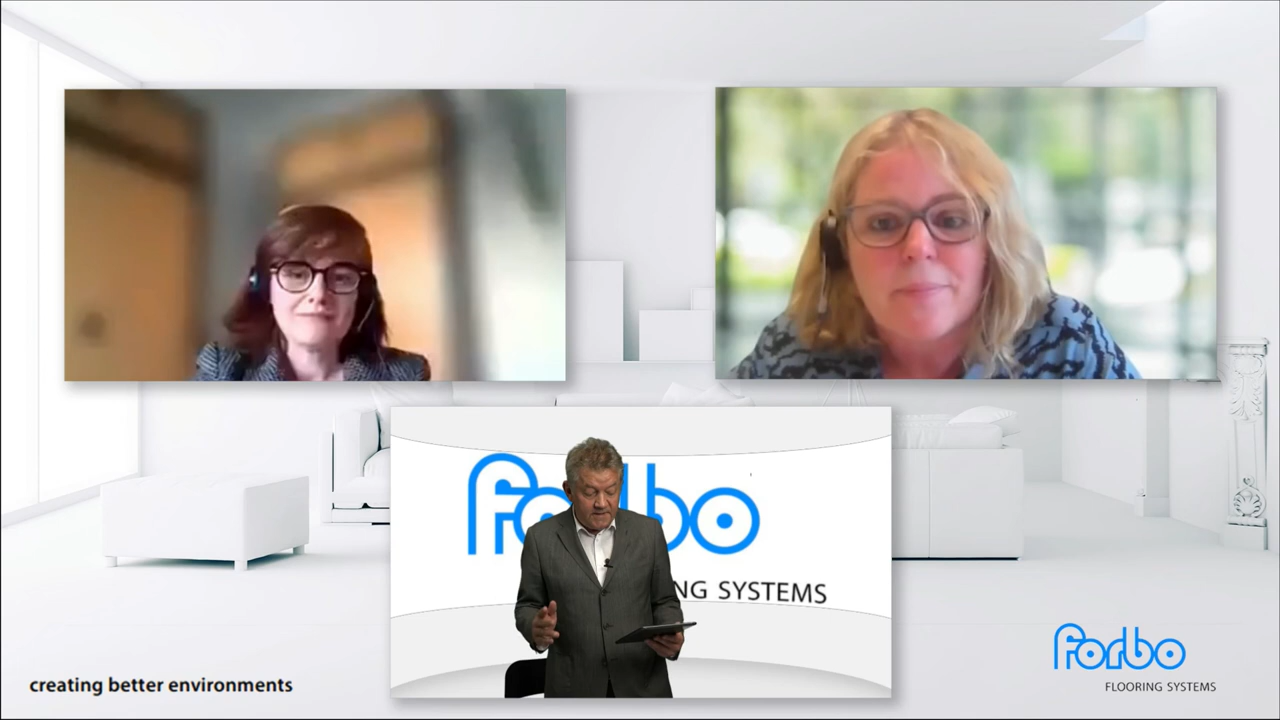 forbo
NG SYSTEMS
creating better environments
forbo
FLOORING SYSTEMS